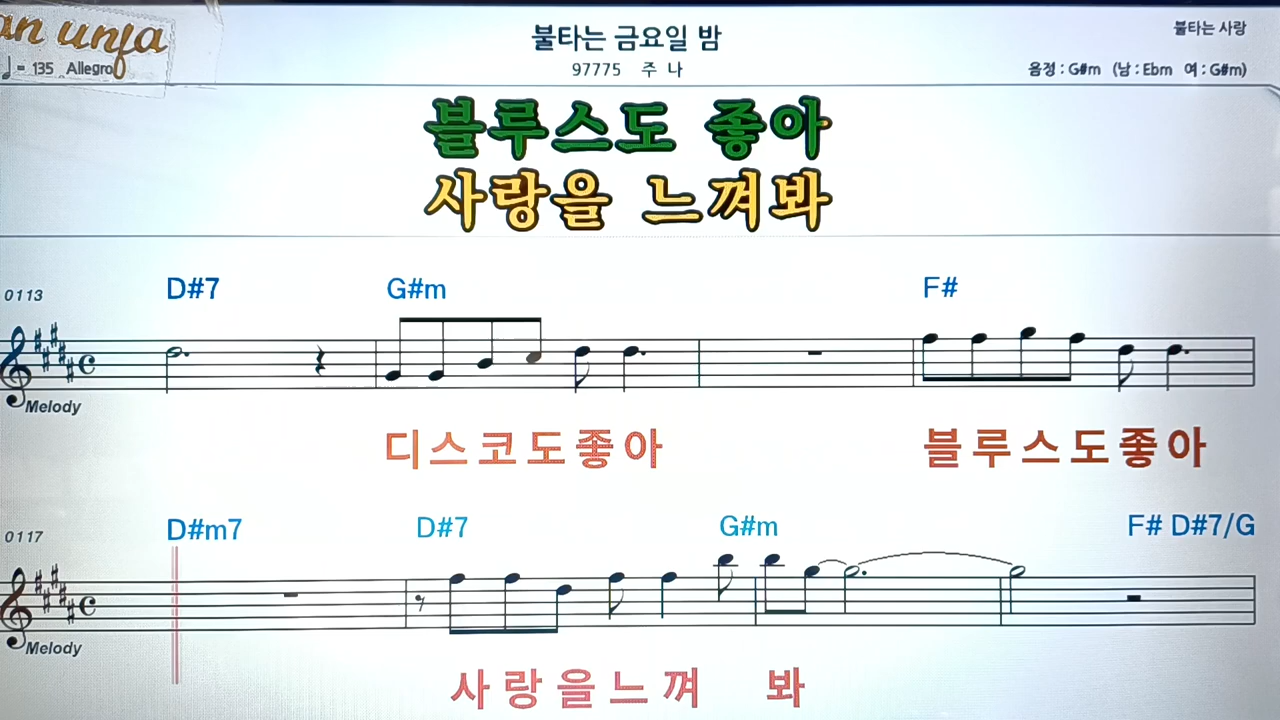 an unfa
♩= 135 Allegro
불타는 금요일 밤
97775 주 나
불타는 사랑
음정 : G#m (남 : Ebm 여 : G#m)
블루스도 좋아
사랑을 느껴봐
0113 D#7 G#m F#
Melody
디스코도좋아 블루스도좋아
0117 D#m7 D#7 G#m F# D#7/G
Melody
사랑을느껴 봐